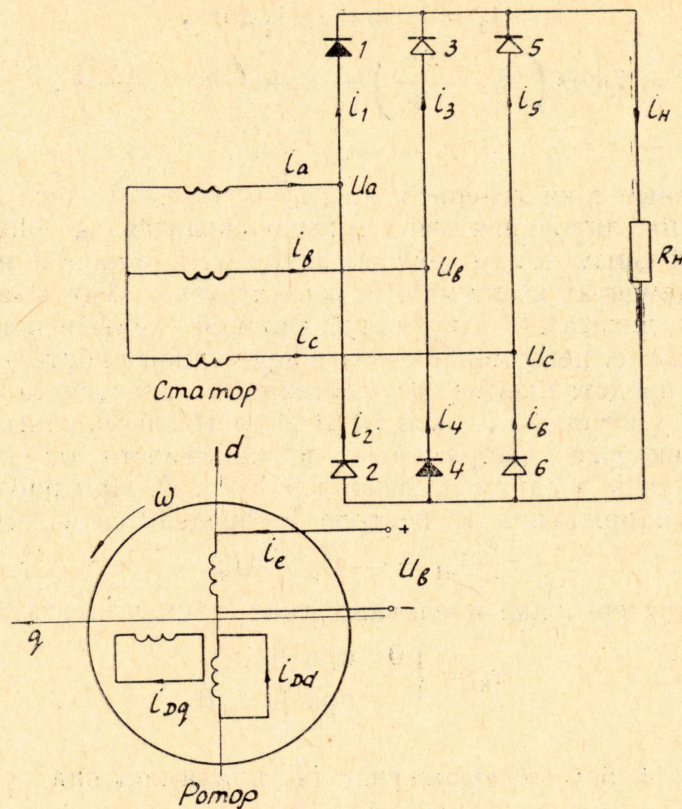 1 3 5
i₁ i₃ i₅ iн
ia Ua
iв Uв Rн
ic Uc
Статор
i₂ i₄ i₆
2 4 6
d
ω
+
ie Uв
−
q
iDq iDd
Ротор